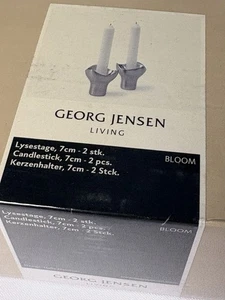 GEORG JENSEN
LIVING
Lysestage, 7cm - 2 stk.
Candlestick, 7cm - 2 pcs.
Kerzenhalter, 7cm - 2 Stck.
BLOOM
Lysestage, 7cm - 2 stk.
Candlestick, 7cm - 2 pcs.
Kerzenhalter, 7cm - 2 Stck.
BLOOM
GEORG JENSEN